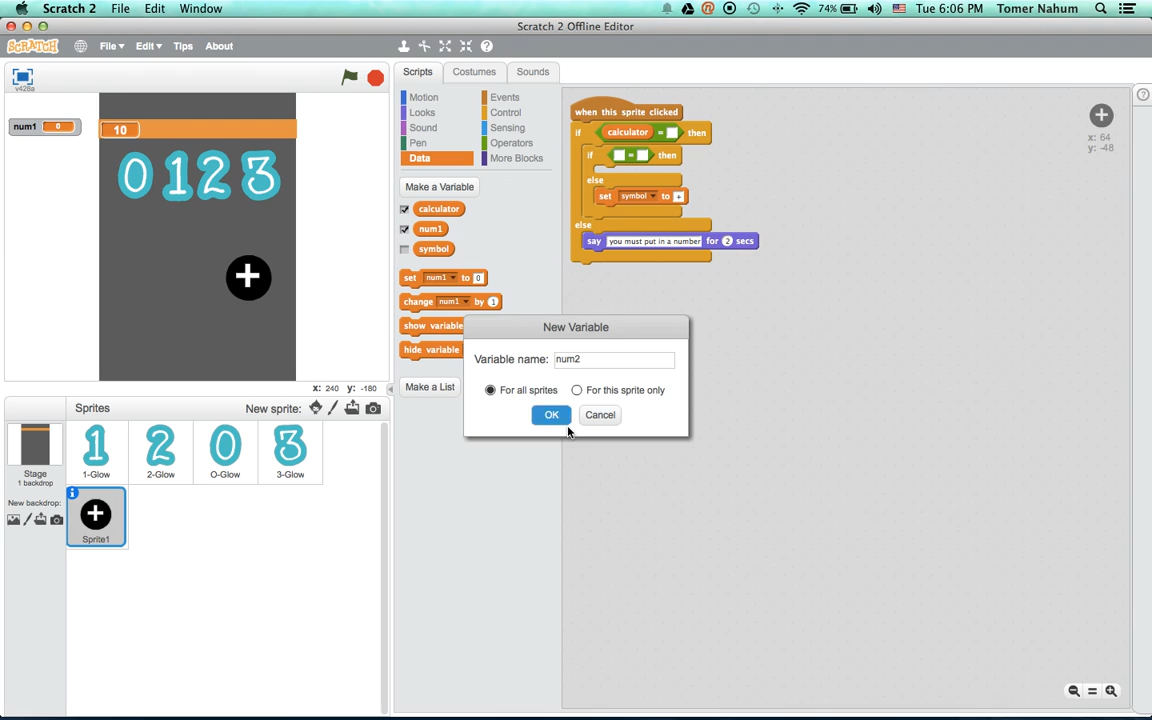 Scratch 2 File Edit Window 74% Tue 6:06 PM Tomer Nahum
Scratch 2 Offline Editor
SCRATCH File Edit Tips About
v428a
num1 0
10
0 1 2 3
+
x: 240 y: -180
Sprites New sprite:
Stage
1 backdrop
New backdrop:
1-Glow 2-Glow O-Glow 3-Glow
Sprite1
Scripts Costumes Sounds
Motion Events
Looks Control
Sound Sensing
Pen Operators
Data More Blocks
Make a Variable
calculator
num1
symbol
set num1 to 0
change num1 by 1
show variable
hide variable
Make a List
when this sprite clicked
if calculator = then
if = then
else
set symbol to +
else
say you must put in a number for 2 secs
New Variable
Variable name: num2
For all sprites For this sprite only
OK Cancel
x: 64
y: -48